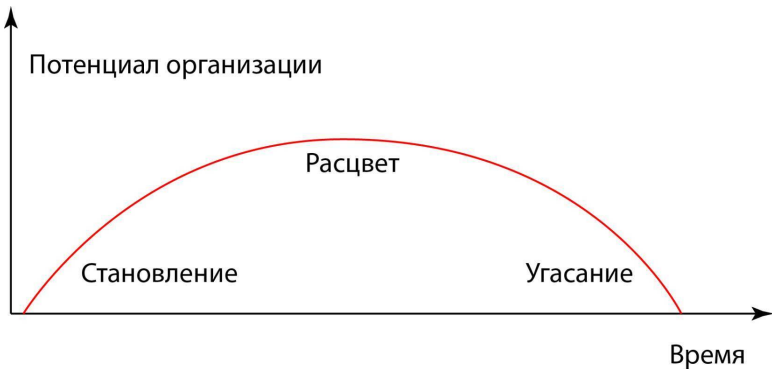 Потенциал организации
Расцвет
Становление
Угасание
Время